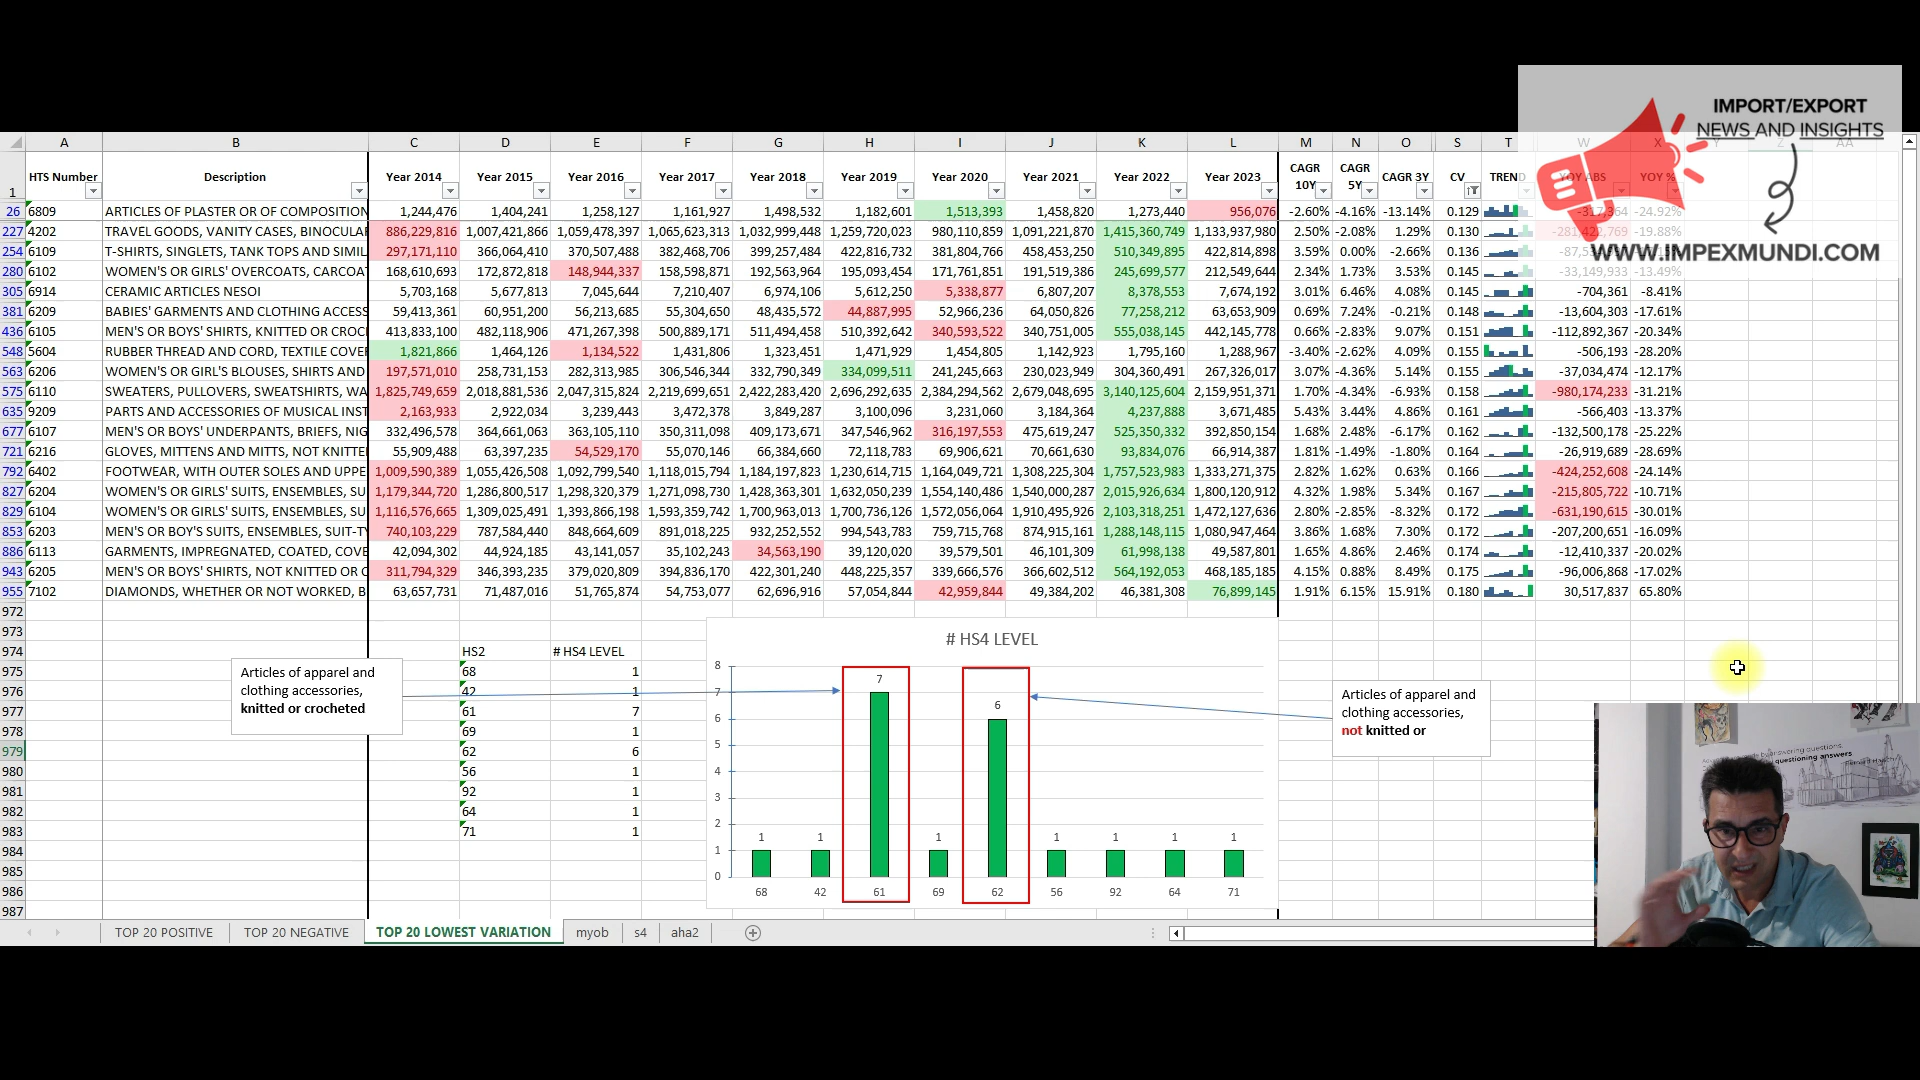 IMPORT/EXPORT
NEWS AND INSIGHTS
WWW.IMPEXMUNDI.COM
A B C D E F G H I J K L M N O S T W X Y Z AA
1 HTS Number Description Year 2014 Year 2015 Year 2016 Year 2017 Year 2018 Year 2019 Year 2020 Year 2021 Year 2022 Year 2023 CAGR 10Y CAGR 5Y CAGR 3Y CV TREND YOY ABS YOY %
26 6809 ARTICLES OF PLASTER OR OF COMPOSITION 1,244,476 1,404,241 1,258,127 1,161,927 1,498,532 1,182,601 1,513,393 1,458,820 1,273,440 956,076 -2.60% -4.16% -13.14% 0.129 -317,364 -24.92%
227 4202 TRAVEL GOODS, VANITY CASES, BINOCULA 886,229,816 1,007,421,866 1,059,478,397 1,065,623,313 1,032,999,448 1,259,720,023 980,110,859 1,091,221,870 1,415,360,749 1,133,937,980 2.50% -2.08% 1.29% 0.130 -281,422,769 -19.88%
254 6109 T-SHIRTS, SINGLETS, TANK TOPS AND SIMIL 297,171,110 366,064,410 370,507,488 382,468,706 399,257,484 422,816,732 381,804,766 458,453,250 510,349,895 422,814,898 3.59% 0.00% -2.66% 0.136
280 6102 WOMEN'S OR GIRLS' OVERCOATS, CARCOAT 168,610,693 172,872,818 148,944,337 158,598,871 192,563,964 195,093,454 171,761,851 191,519,386 245,699,577 212,549,644 2.34% 1.73% 3.53% 0.145 -33,149,933 -13.49%
305 6914 CERAMIC ARTICLES NESOI 5,703,168 5,677,813 7,045,644 7,210,407 6,974,106 5,612,250 5,338,877 6,807,207 8,378,553 7,674,192 3.01% 6.46% 4.08% 0.145 -704,361 -8.41%
381 6209 BABIES' GARMENTS AND CLOTHING ACCESS 59,413,361 60,951,200 56,213,685 55,304,650 48,435,572 44,887,995 52,966,236 64,050,826 77,258,212 63,653,909 0.69% 7.24% -0.21% 0.148 -13,604,303 -17.61%
436 6105 MEN'S OR BOYS' SHIRTS, KNITTED OR CROC 413,833,100 482,118,906 471,267,398 500,889,171 511,494,458 510,392,642 340,593,522 340,751,005 555,038,145 442,145,778 0.66% -2.83% 9.07% 0.151 -112,892,367 -20.34%
548 5604 RUBBER THREAD AND CORD, TEXTILE COVE 1,821,866 1,464,126 1,134,522 1,431,806 1,323,451 1,471,929 1,454,805 1,142,923 1,795,160 1,288,967 -3.40% -2.62% 4.09% 0.155 -506,193 -28.20%
563 6206 WOMEN'S OR GIRL'S BLOUSES, SHIRTS AND 197,571,010 258,731,153 282,313,985 306,546,344 332,790,349 334,099,511 241,245,663 230,023,949 304,360,491 267,326,017 3.07% -4.36% 5.14% 0.155 -37,034,474 -12.17%
575 6110 SWEATERS, PULLOVERS, SWEATSHIRTS, WA 1,825,749,659 2,018,881,536 2,047,315,824 2,219,699,651 2,422,283,420 2,696,292,635 2,384,294,562 2,679,048,695 3,140,125,604 2,159,951,371 1.70% -4.34% -6.93% 0.158 -980,174,233 -31.21%
635 9209 PARTS AND ACCESSORIES OF MUSICAL INST 2,163,933 2,922,034 3,239,443 3,472,378 3,849,287 3,100,096 3,231,060 3,184,364 4,237,888 3,671,485 5.43% 3.44% 4.86% 0.161 -566,403 -13.37%
677 6107 MEN'S OR BOYS' UNDERPANTS, BRIEFS, NIG 332,496,578 364,661,063 363,105,110 350,311,098 409,173,671 347,546,962 316,197,553 475,619,247 525,350,332 392,850,154 1.68% 2.48% -6.17% 0.162 -132,500,178 -25.22%
721 6216 GLOVES, MITTENS AND MITTS, NOT KNITTE 55,909,488 63,397,235 54,529,170 55,070,146 66,384,660 72,118,783 69,906,621 70,661,630 93,834,076 66,914,387 1.81% -1.49% -1.80% 0.164 -26,919,689 -28.69%
792 6402 FOOTWEAR, WITH OUTER SOLES AND UPPE 1,009,590,389 1,055,426,508 1,092,799,540 1,118,015,794 1,184,197,823 1,230,614,715 1,164,049,721 1,308,225,304 1,757,523,983 1,333,271,375 2.82% 1.62% 0.63% 0.166 -424,252,608 -24.14%
827 6204 WOMEN'S OR GIRLS' SUITS, ENSEMBLES, SU 1,179,344,720 1,286,800,517 1,298,320,379 1,271,098,730 1,428,363,301 1,632,050,239 1,554,140,486 1,540,000,287 2,015,926,634 1,800,120,912 4.32% 1.98% 5.34% 0.167 -215,805,722 -10.71%
829 6104 WOMEN'S OR GIRLS' SUITS, ENSEMBLES, SU 1,116,576,665 1,309,025,491 1,393,866,198 1,593,359,742 1,700,963,013 1,700,736,126 1,572,056,064 1,910,495,926 2,103,318,251 1,472,127,636 2.80% -2.85% -8.32% 0.172 -631,190,615 -30.01%
853 6203 MEN'S OR BOY'S SUITS, ENSEMBLES, SUIT-TY 740,103,229 787,584,440 848,664,609 891,018,225 932,252,552 994,543,783 759,715,768 874,915,161 1,288,148,115 1,080,947,464 3.86% 1.68% 7.30% 0.172 -207,200,651 -16.09%
886 6113 GARMENTS, IMPREGNATED, COATED, COVE 42,094,302 44,924,185 43,141,057 35,102,243 34,563,190 39,120,020 39,579,501 46,101,309 61,998,138 49,587,801 1.65% 4.86% 2.46% 0.174 -12,410,337 -20.02%
943 6205 MEN'S OR BOYS' SHIRTS, NOT KNITTED OR C 311,794,329 346,393,235 379,020,809 394,836,170 422,301,240 448,225,357 339,666,576 366,602,512 564,192,053 468,185,185 4.15% 0.88% 8.49% 0.175 -96,006,868 -17.02%
955 7102 DIAMONDS, WHETHER OR NOT WORKED, B 63,657,731 71,487,016 51,765,874 54,753,077 62,696,916 57,054,844 42,959,844 49,384,202 46,381,308 76,899,145 1.91% 6.15% 15.91% 0.180 30,517,837 65.80%
972
973
974 HS2 # HS4 LEVEL
975 68 1
976 42 1
977 61 7
978 69 1
979 62 6
980 56 1
981 92 1
982 64 1
983 71 1
984
985
986
987
Articles of apparel and
clothing accessories,
knitted or crocheted
# HS4 LEVEL
8
7
6
5
4
3
2
1
0
1 1 7 1 6 1 1 1 1
68 42 61 69 62 56 92 64 71
Articles of apparel and
clothing accessories,
not knitted or
questioning answers
TOP 20 POSITIVE TOP 20 NEGATIVE TOP 20 LOWEST VARIATION myob s4 aha2